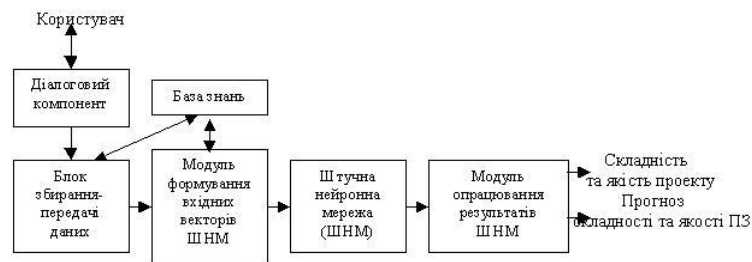 Користувач
Діалоговий
компонент
База знань
Блок
збирання-
передачі
даних
Модуль
формування
вхідних
векторів
ШНМ
Штучна
нейронна
мережа
(ШНМ)
Модуль
опрацювання
результатів
ШНМ
Складність
та якість проекту
Прогноз
складності та якості ПЗ